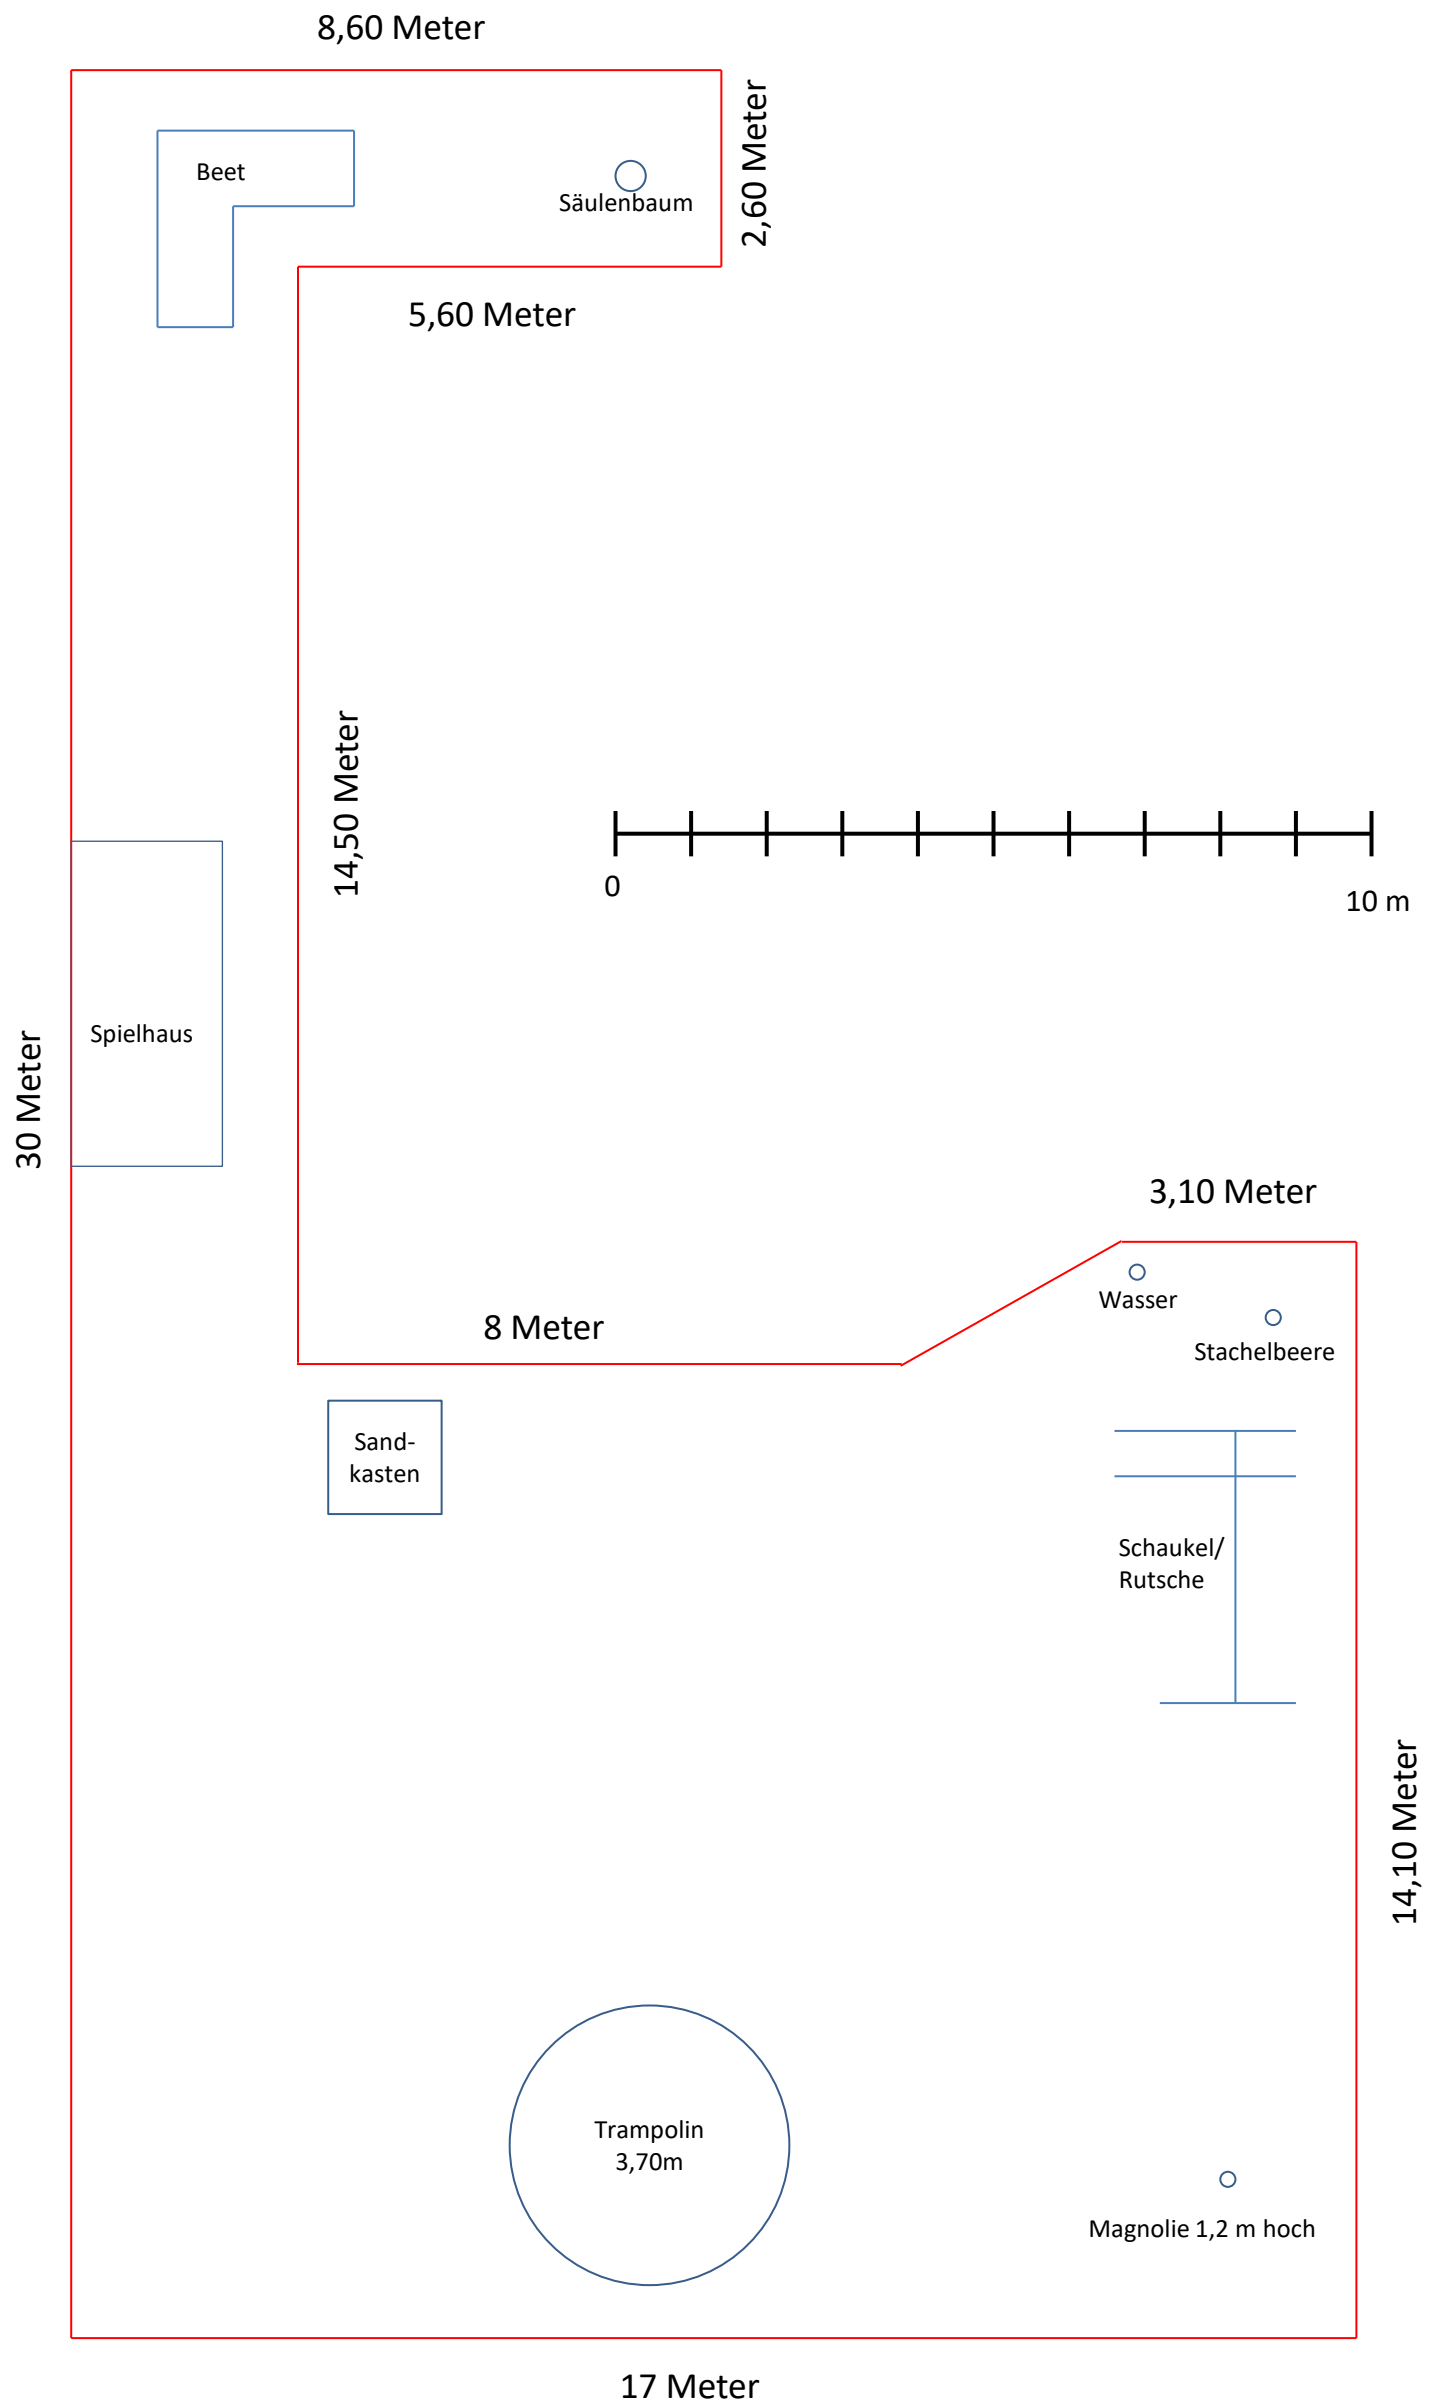 8,60 Meter
2,60 Meter
Beet
Säulenbaum
5,60 Meter
14,50 Meter
0
10 m
Spielhaus
30 Meter
3,10 Meter
Wasser
Stachelbeere
8 Meter
Sand-
kasten
Schaukel/
Rutsche
14,10 Meter
Trampolin
3,70m
Magnolie 1,2 m hoch
17 Meter